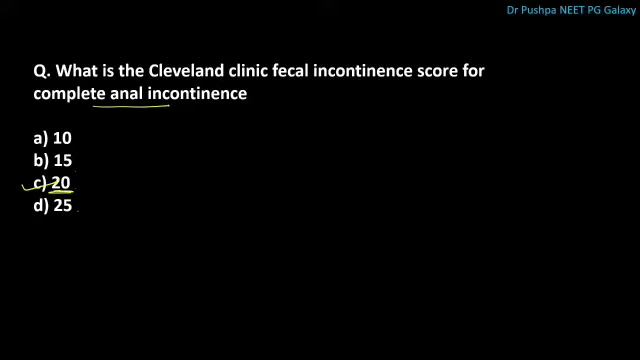 Dr Pushpa NEET PG Galaxy
Q. What is the Cleveland clinic fecal incontinence score for
complete anal incontinence
a) 10
b) 15
c) 20
d) 25